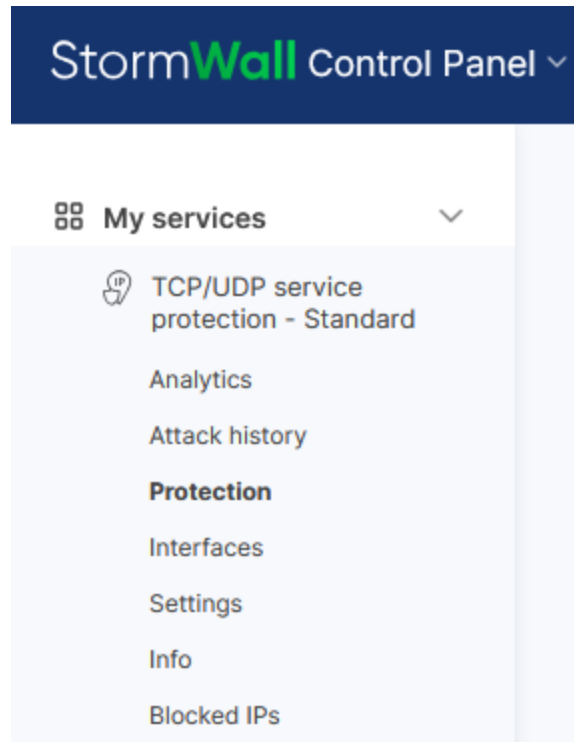 StormWall Control Panel
My services
IP
TCP/UDP service
protection - Standard
Analytics
Attack history
Protection
Interfaces
Settings
Info
Blocked IPs